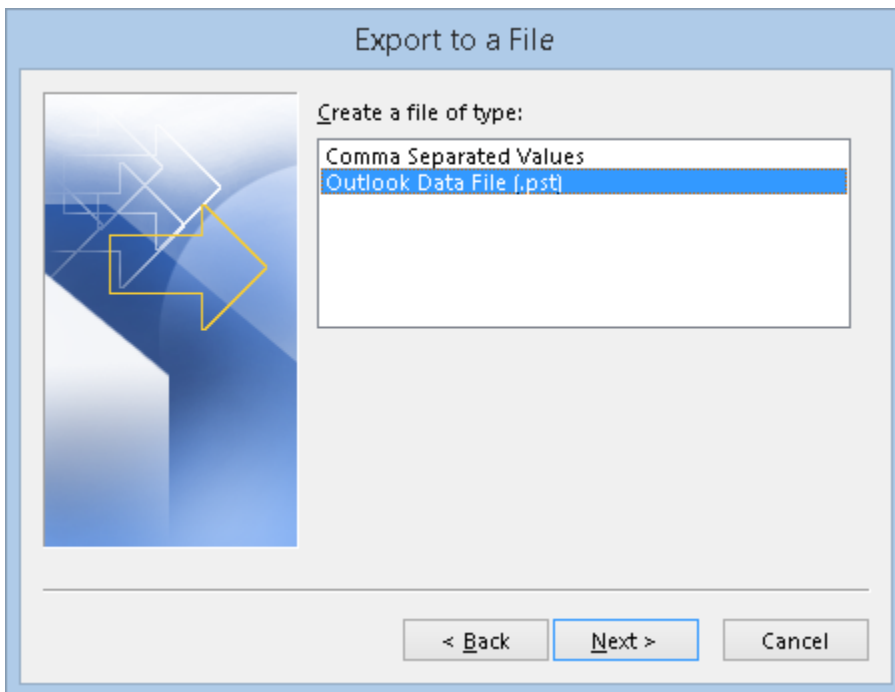 Export to a File
Create a file of type:
Comma Separated Values
Outlook Data File (.pst)
< Back
Next >
Cancel